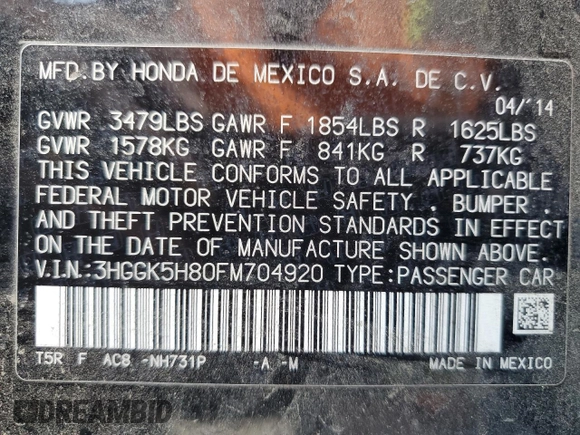 MFD.BY HONDA DE MEXICO S.A. DE C.V.
04/'14
GVWR 3479LBS GAWR F 1854LBS R 1625LBS
GVWR 1578KG GAWR F 841KG R 737KG
THIS VEHICLE CONFORMS TO ALL APPLICABLE
FEDERAL MOTOR VEHICLE SAFETY , BUMPER ,
AND THEFT PREVENTION STANDARDS IN EFFECT
ON THE DATE OF MANUFACTURE SHOWN ABOVE.
V.I.N.:3HGGK5H80FM704920 TYPE:PASSENGER CAR
T5R F AC8 -NH731P -A -M MADE IN MEXICO
DREAMBID